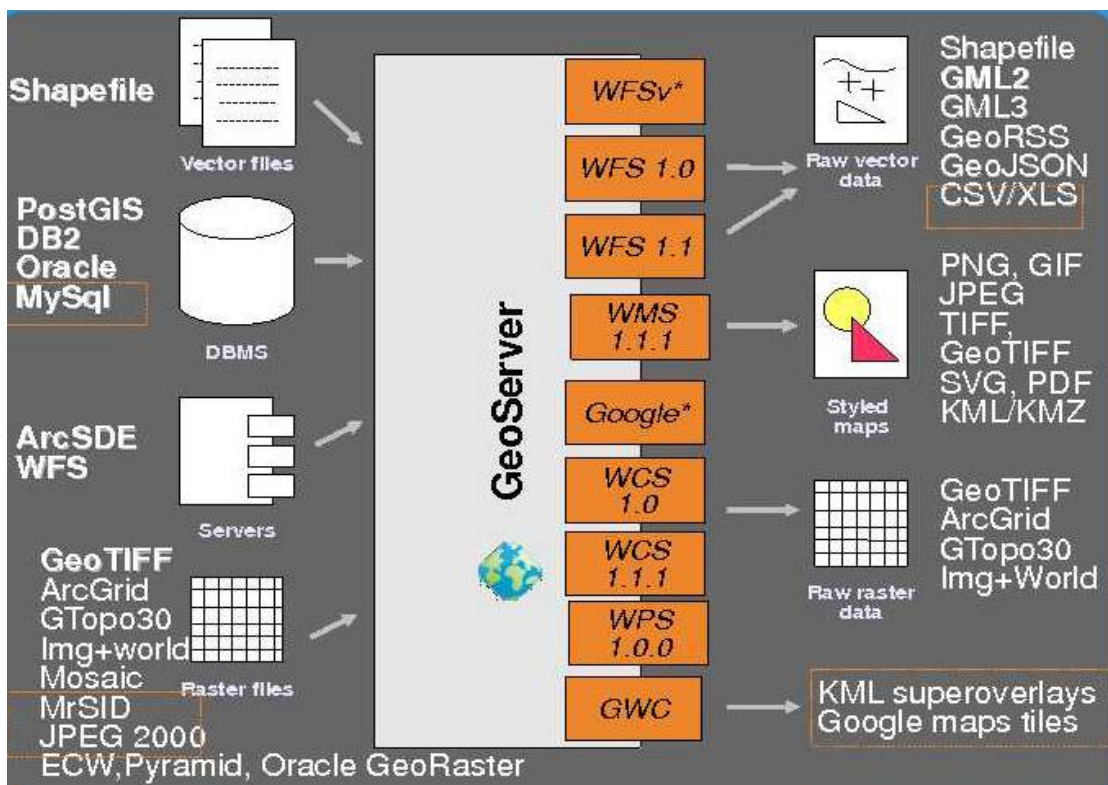 Shapefile
Vector files
PostGIS
DB2
Oracle
MySql
DBMS
ArcSDE
WFS
Servers
GeoTIFF
ArcGrid
GTopo30
Img+world
Mosaic
MrSID
JPEG 2000
ECW,Pyramid, Oracle GeoRaster
Raster files
GeoServer
WFSv*
WFS 1.0
WFS 1.1
WMS
1.1.1
Google*
WCS
1.0
WCS
1.1.1
WPS
1.0.0
GWC
Raw vector
data
Shapefile
GML2
GML3
GeoRSS
GeoJSON
CSV/XLS
Styled
maps
PNG, GIF
JPEG
TIFF,
GeoTIFF
SVG, PDF
KML/KMZ
Raw raster
data
GeoTIFF
ArcGrid
GTopo30
Img+World
KML superoverlays
Google maps tiles